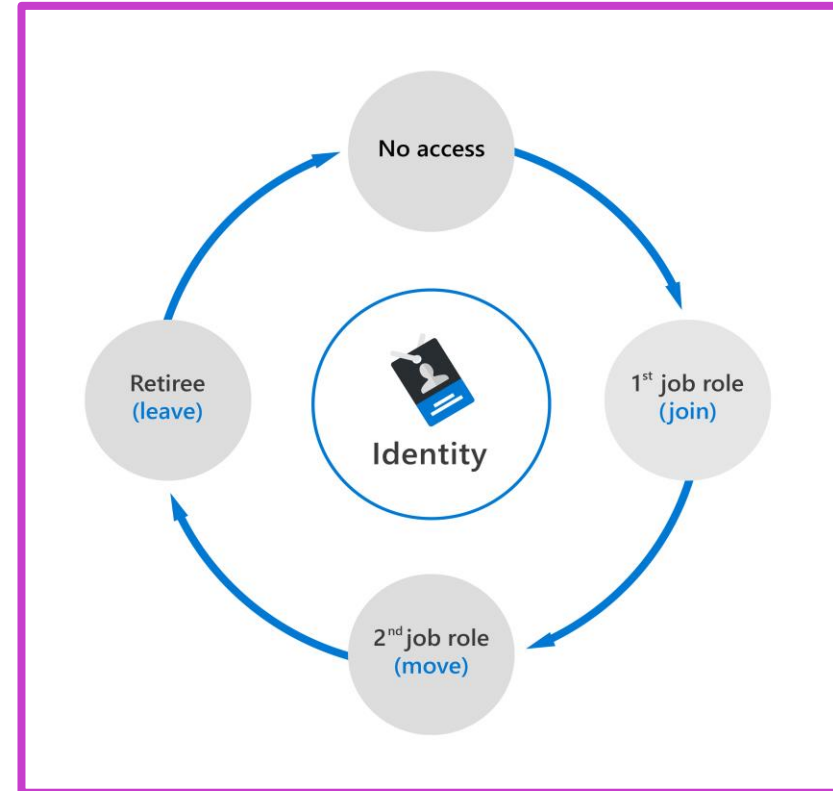 No access
1st job role
(join)
2nd job role
(move)
Retiree
(leave)
Identity